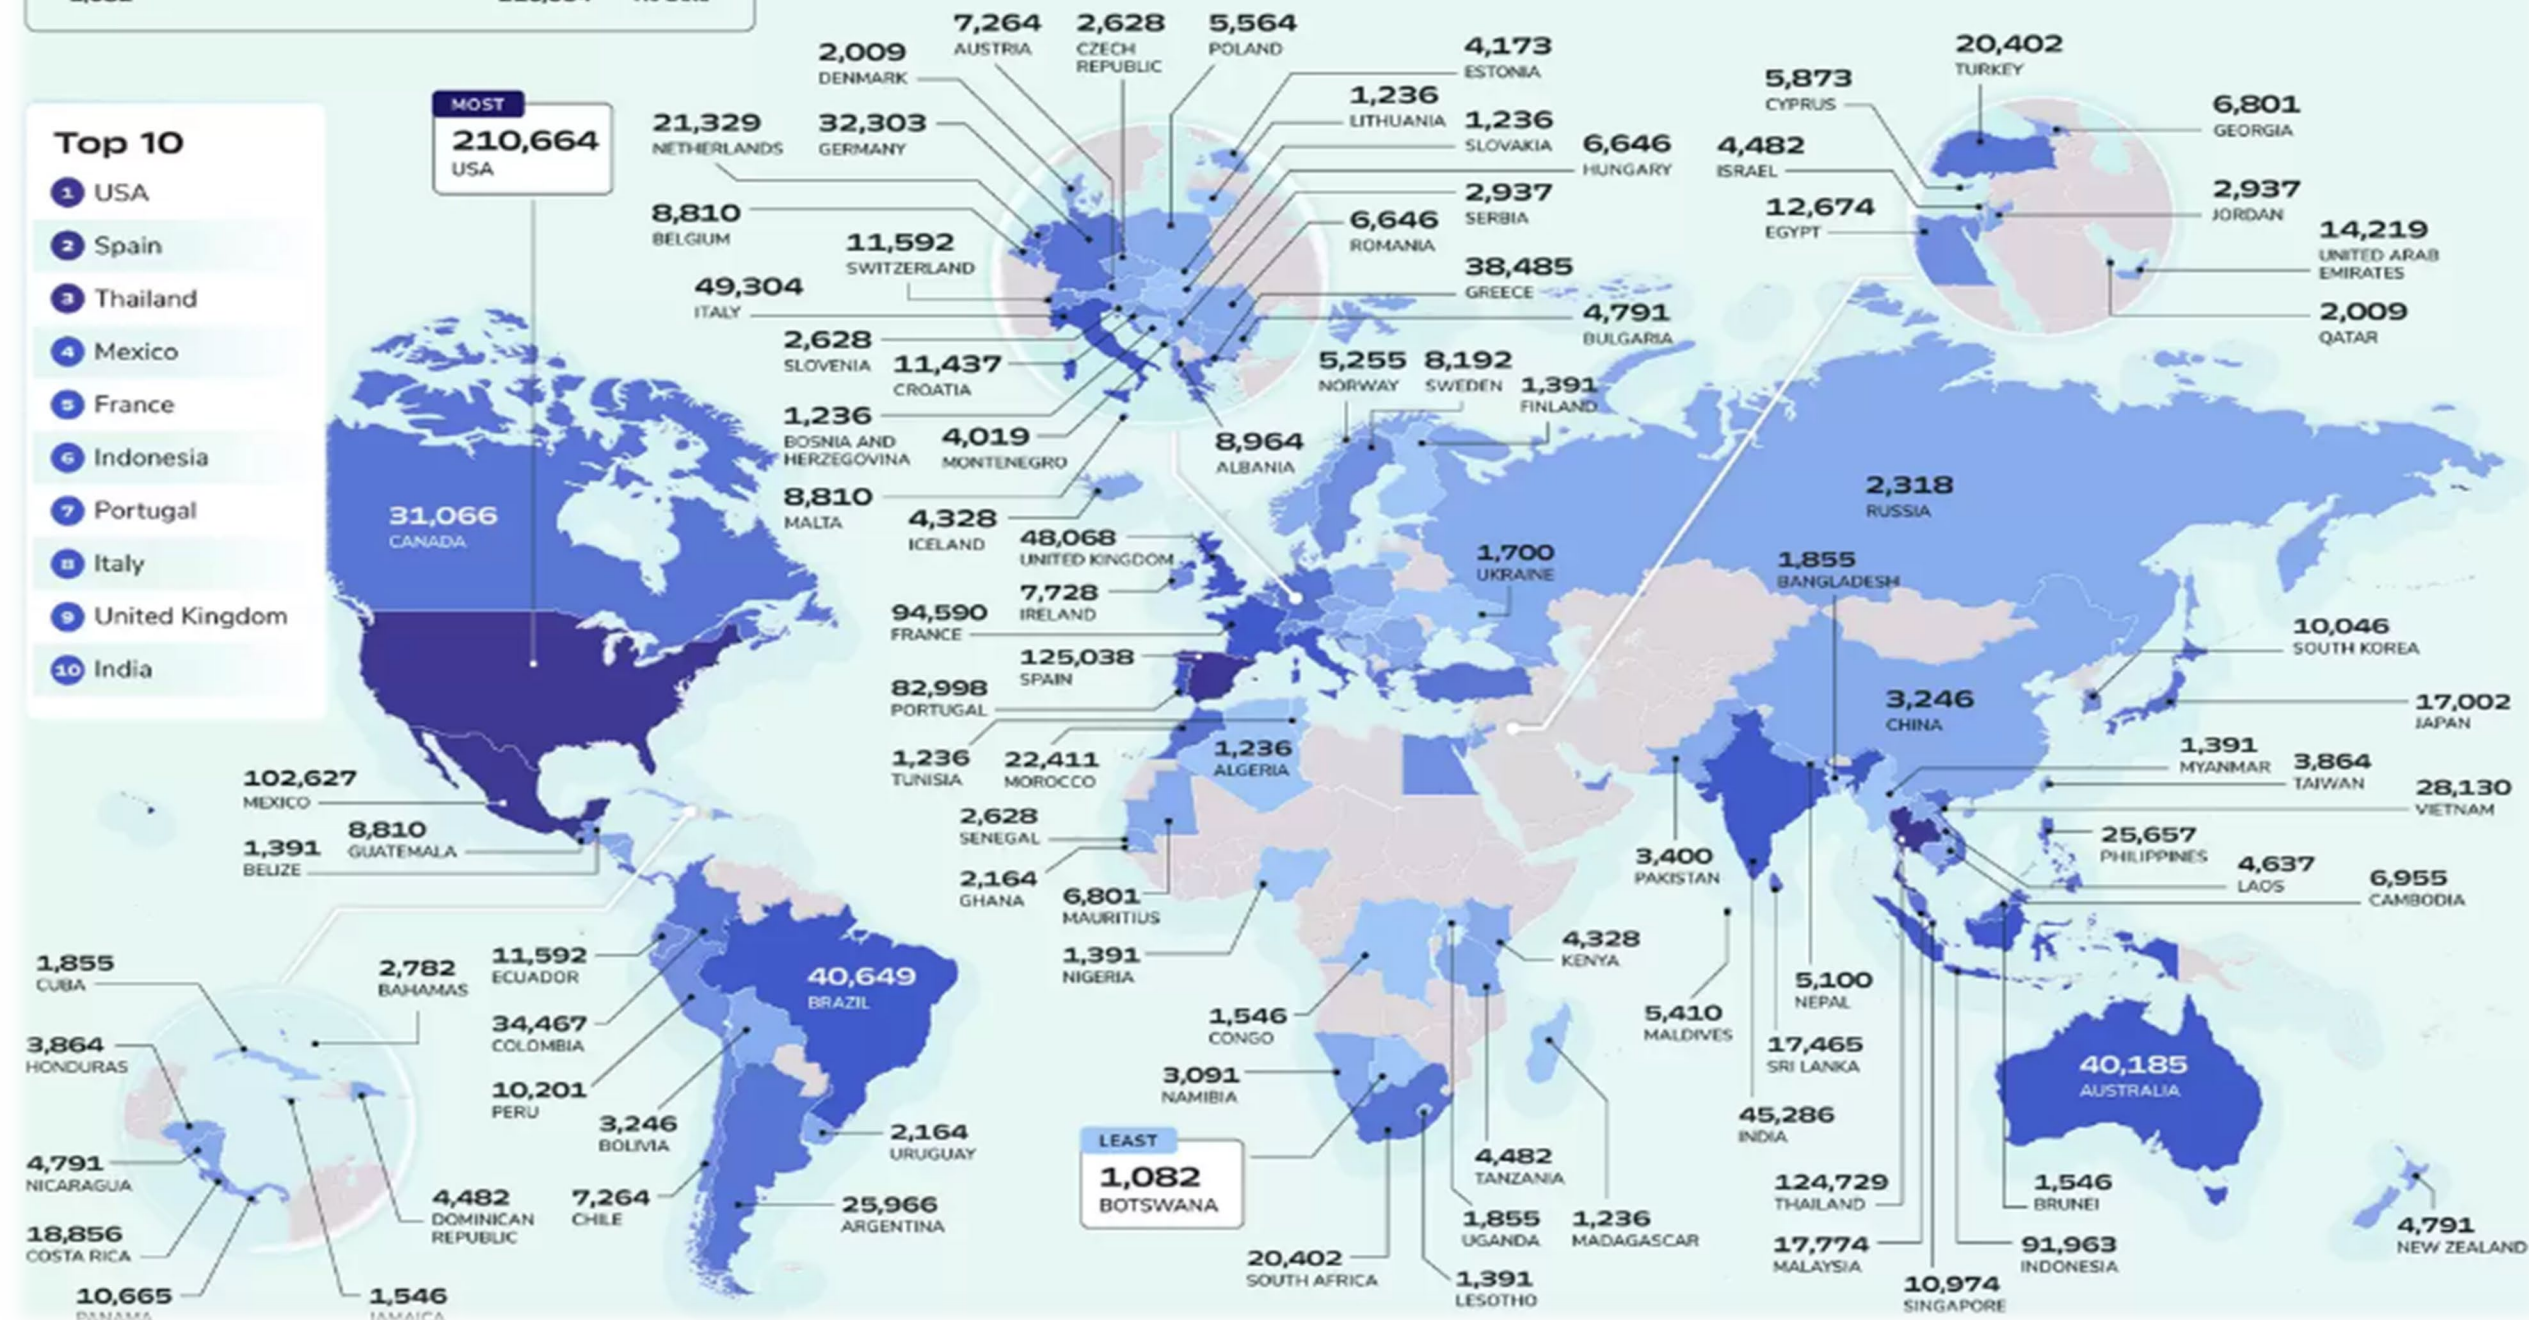 Top 10
1 USA
2 Spain
3 Thailand
4 Mexico
5 France
6 Indonesia
7 Portugal
8 Italy
9 United Kingdom
10 India
MOST
210,664
USA
7,264
AUSTRIA
2,628
CZECH
REPUBLIC
5,564
POLAND
2,009
DENMARK
4,173
ESTONIA
1,236
LITHUANIA
1,236
SLOVAKIA
21,329
NETHERLANDS
32,303
GERMANY
6,646
HUNGARY
2,937
SERBIA
8,810
BELGIUM
11,592
SWITZERLAND
6,646
ROMANIA
38,485
GREECE
49,304
ITALY
4,791
BULGARIA
2,628
SLOVENIA
11,437
CROATIA
1,236
BOSNIA AND
HERZEGOVINA
4,019
MONTENEGRO
8,964
ALBANIA
8,810
MALTA
5,255
NORWAY
8,192
SWEDEN
1,391
FINLAND
20,402
TURKEY
5,873
CYPRUS
6,801
GEORGIA
4,482
ISRAEL
2,937
JORDAN
12,674
EGYPT
14,219
UNITED ARAB
EMIRATES
2,009
QATAR
31,066
CANADA
4,328
ICELAND
48,068
UNITED KINGDOM
7,728
IRELAND
94,590
FRANCE
125,038
SPAIN
82,998
PORTUGAL
1,236
TUNISIA
22,411
MOROCCO
1,236
ALGERIA
1,700
UKRAINE
2,318
RUSSIA
1,855
BANGLADESH
3,246
CHINA
10,046
SOUTH KOREA
17,002
JAPAN
1,391
MYANMAR
3,864
TAIWAN
28,130
VIETNAM
25,657
PHILIPPINES
4,637
LAOS
6,955
CAMBODIA
102,627
MEXICO
8,810
GUATEMALA
1,391
BELIZE
2,628
SENEGAL
2,164
GHANA
6,801
MAURITIUS
1,391
NIGERIA
3,400
PAKISTAN
4,328
KENYA
1,855
CUBA
2,782
BAHAMAS
11,592
ECUADOR
40,649
BRAZIL
34,467
COLOMBIA
3,864
HONDURAS
10,201
PERU
3,246
BOLIVIA
2,164
URUGUAY
4,791
NICARAGUA
4,482
DOMINICAN
REPUBLIC
7,264
CHILE
25,966
ARGENTINA
18,856
COSTA RICA
10,665
PANAMA
1,546
JAMAICA
1,546
CONGO
3,091
NAMIBIA
LEAST
1,082
BOTSWANA
4,482
TANZANIA
1,855
UGANDA
1,236
MADAGASCAR
20,402
SOUTH AFRICA
1,391
LESOTHO
5,410
MALDIVES
5,100
NEPAL
17,465
SRI LANKA
45,286
INDIA
40,185
AUSTRALIA
124,729
THAILAND
1,546
BRUNEI
17,774
MALAYSIA
91,963
INDONESIA
10,974
SINGAPORE
4,791
NEW ZEALAND